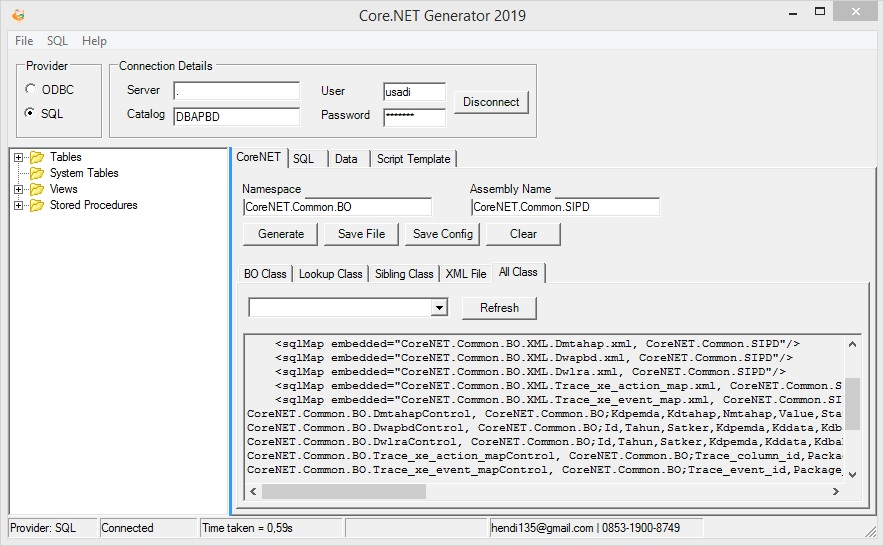 Core.NET Generator 2019
File SQL Help
Provider
ODBC
SQL
Connection Details
Server .
Catalog DBAPBD
User usadi
Password *******
Disconnect
Tables
System Tables
Views
Stored Procedures
CoreNET SQL Data Script Template
Namespace
CoreNET.Common.BO
Assembly Name
CoreNET.Common.SIPD
Generate Save File Save Config Clear
BO Class Lookup Class Sibling Class XML File All Class
Refresh
<sqlMap embedded="CoreNET.Common.BO.XML.Dmtahap.xml, CoreNET.Common.SIPD"/>
<sqlMap embedded="CoreNET.Common.BO.XML.Dwapbd.xml, CoreNET.Common.SIPD"/>
<sqlMap embedded="CoreNET.Common.BO.XML.Dwlra.xml, CoreNET.Common.SIPD"/>
<sqlMap embedded="CoreNET.Common.BO.XML.Trace_xe_action_map.xml, CoreNET.Common.S
<sqlMap embedded="CoreNET.Common.BO.XML.Trace_xe_event_map.xml, CoreNET.Common.SI
CoreNET.Common.BO.DmtahapControl, CoreNET.Common.BO;Kdpemda,Kdtahap,Nmtahap,Value,Sta
CoreNET.Common.BO.DwapbdControl, CoreNET.Common.BO;Id,Tahun,Satker,Kdpemda,Kddata,Kdb
CoreNET.Common.BO.DwlraControl, CoreNET.Common.BO;Id,Tahun,Satker,Kdpemda,Kddata,Kdba
CoreNET.Common.BO.Trace_xe_action_mapControl, CoreNET.Common.BO;Trace_column_id,Packa
CoreNET.Common.BO.Trace_xe_event_mapControl, CoreNET.Common.BO;Trace_event_id,Package
Provider: SQL Connected Time taken = 0,59s hendi135@gmail.com | 0853-1900-8749